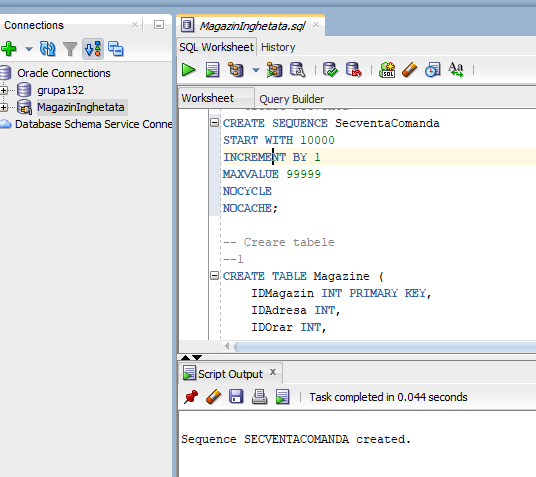 Connections
MagazinInghetata.sql
SQL Worksheet History
Oracle Connections
grupa132
MagazinInghetata
Database Schema Service Conne
Worksheet Query Builder
CREATE SEQUENCE SecventaComanda
START WITH 10000
INCREMENT BY 1
MAXVALUE 99999
NOCYCLE
NOCACHE;
-- Creare tabele
--1
CREATE TABLE Magazine (
IDMagazin INT PRIMARY KEY,
IDAdresa INT,
IDOrar INT,
Script Output x
Task completed in 0.044 seconds
Sequence SECVENTACOMANDA created.